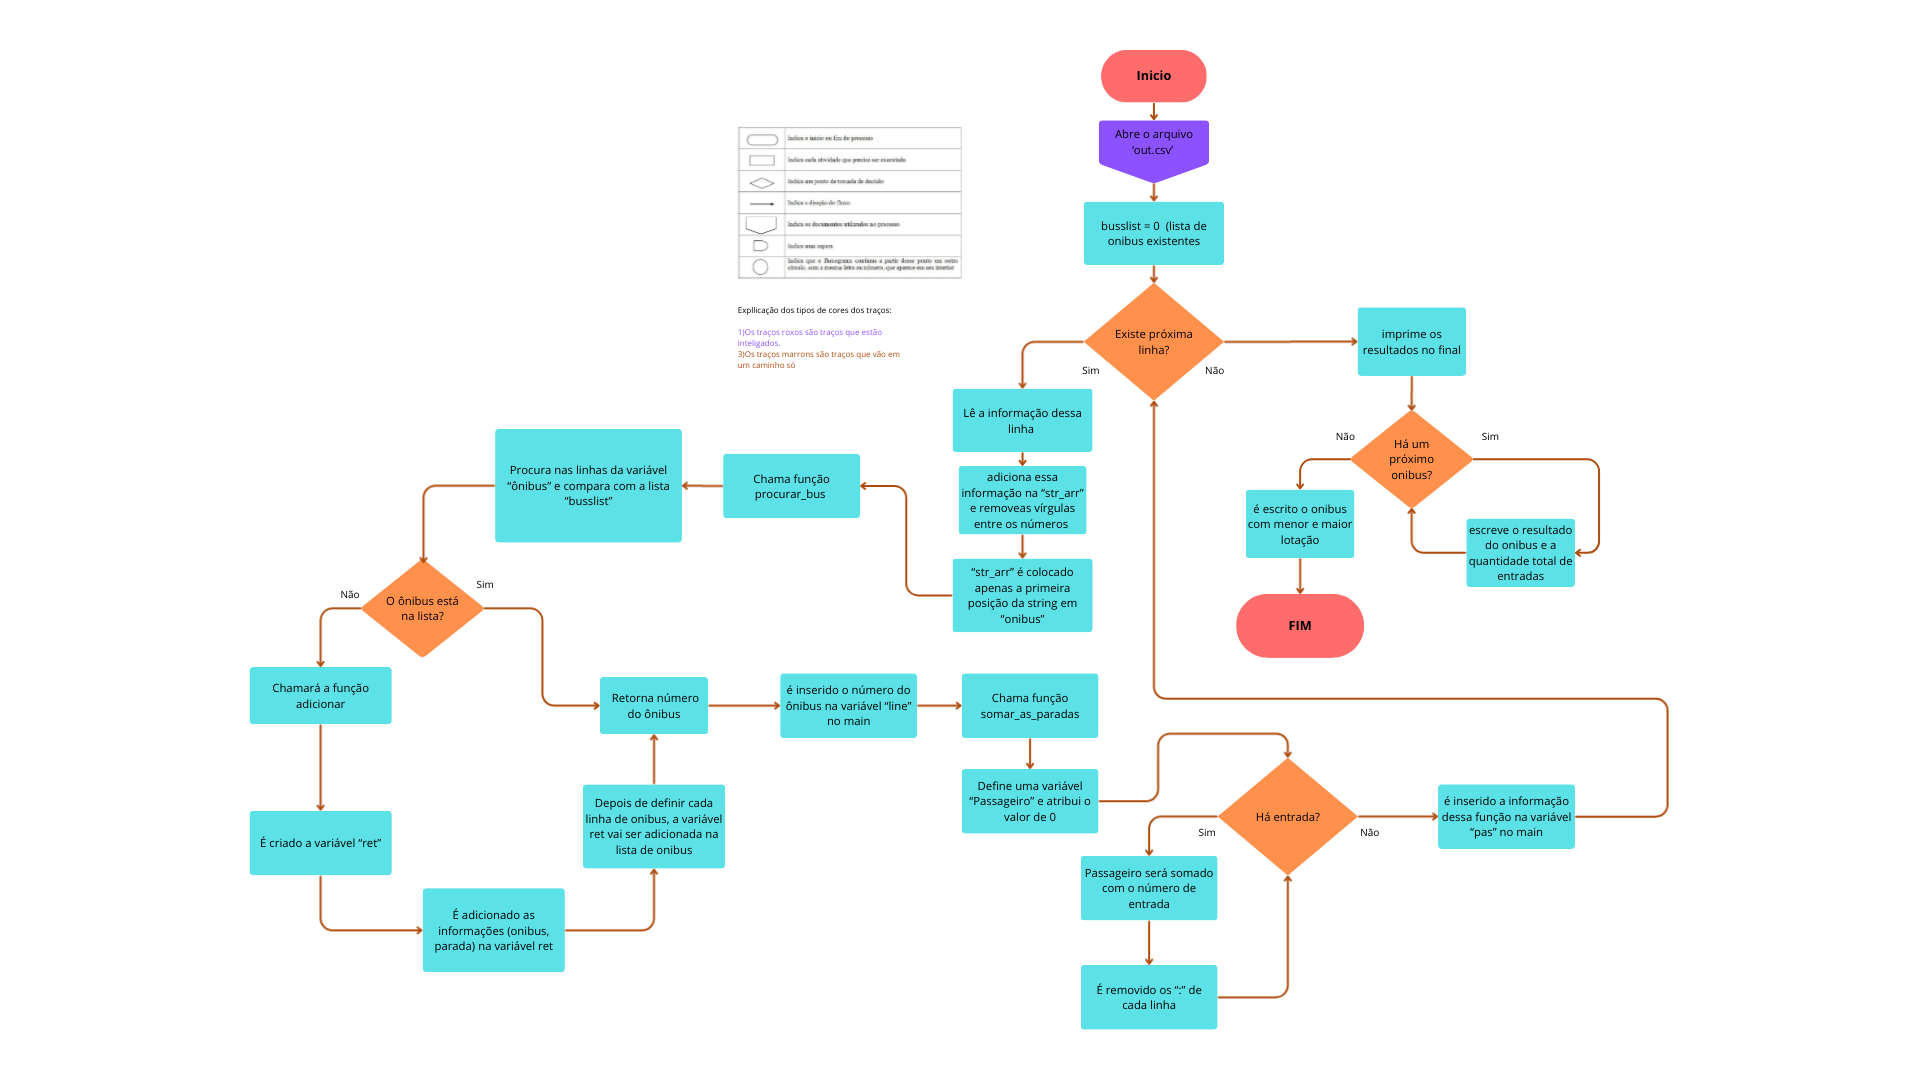 Inicio
Abre o arquivo
‘out.csv’
busslist = 0  (lista de
onibus existentes
Indica o início ou fim do processo
Indica cada atividade que precisa ser executada
Indica um ponto de tomada de decisão
Indica a direção do fluxo
Indica os documentos utilizados no processo
Indica uma espera
Indica que o fluxograma continua a partir desse ponto em outro
círculo, com a mesma letra ou número, que aparece em seu interior
Expllicação dos tipos de cores dos traços:
1)Os traços roxos são traços que estão
inteligados.
3)Os traços marrons são traços que vão em
um caminho só
Existe próxima
linha?
Sim
Não
imprime os
resultados no final
Há um
próximo
onibus?
Não
Sim
é escrito o onibus
com menor e maior
lotação
escreve o resultado
do onibus e a
quantidade total de
entradas
FIM
Lê a informação dessa
linha
adiciona essa
informação na “str_arr”
e removeas vírgulas
entre os números
“str_arr” é colocado
apenas a primeira
posição da string em
“onibus”
Chama função
procurar_bus
Procura nas linhas da variável
“ônibus” e compara com a lista
“busslist”
O ônibus está
na lista?
Não
Sim
Chamará a função
adicionar
É criado a variável “ret”
É adicionado as
informações (onibus,
parada) na variável ret
Depois de definir cada
linha de onibus, a variável
ret vai ser adicionada na
lista de onibus
Retorna número
do ônibus
é inserido o número do
ônibus na variável “line”
no main
Chama função
somar_as_paradas
Define uma variável
“Passageiro” e atribui o
valor de 0
Há entrada?
Sim
Não
Passageiro será somado
com o número de
entrada
É removido os “:” de
cada linha
é inserido a informação
dessa função na variável
“pas” no main